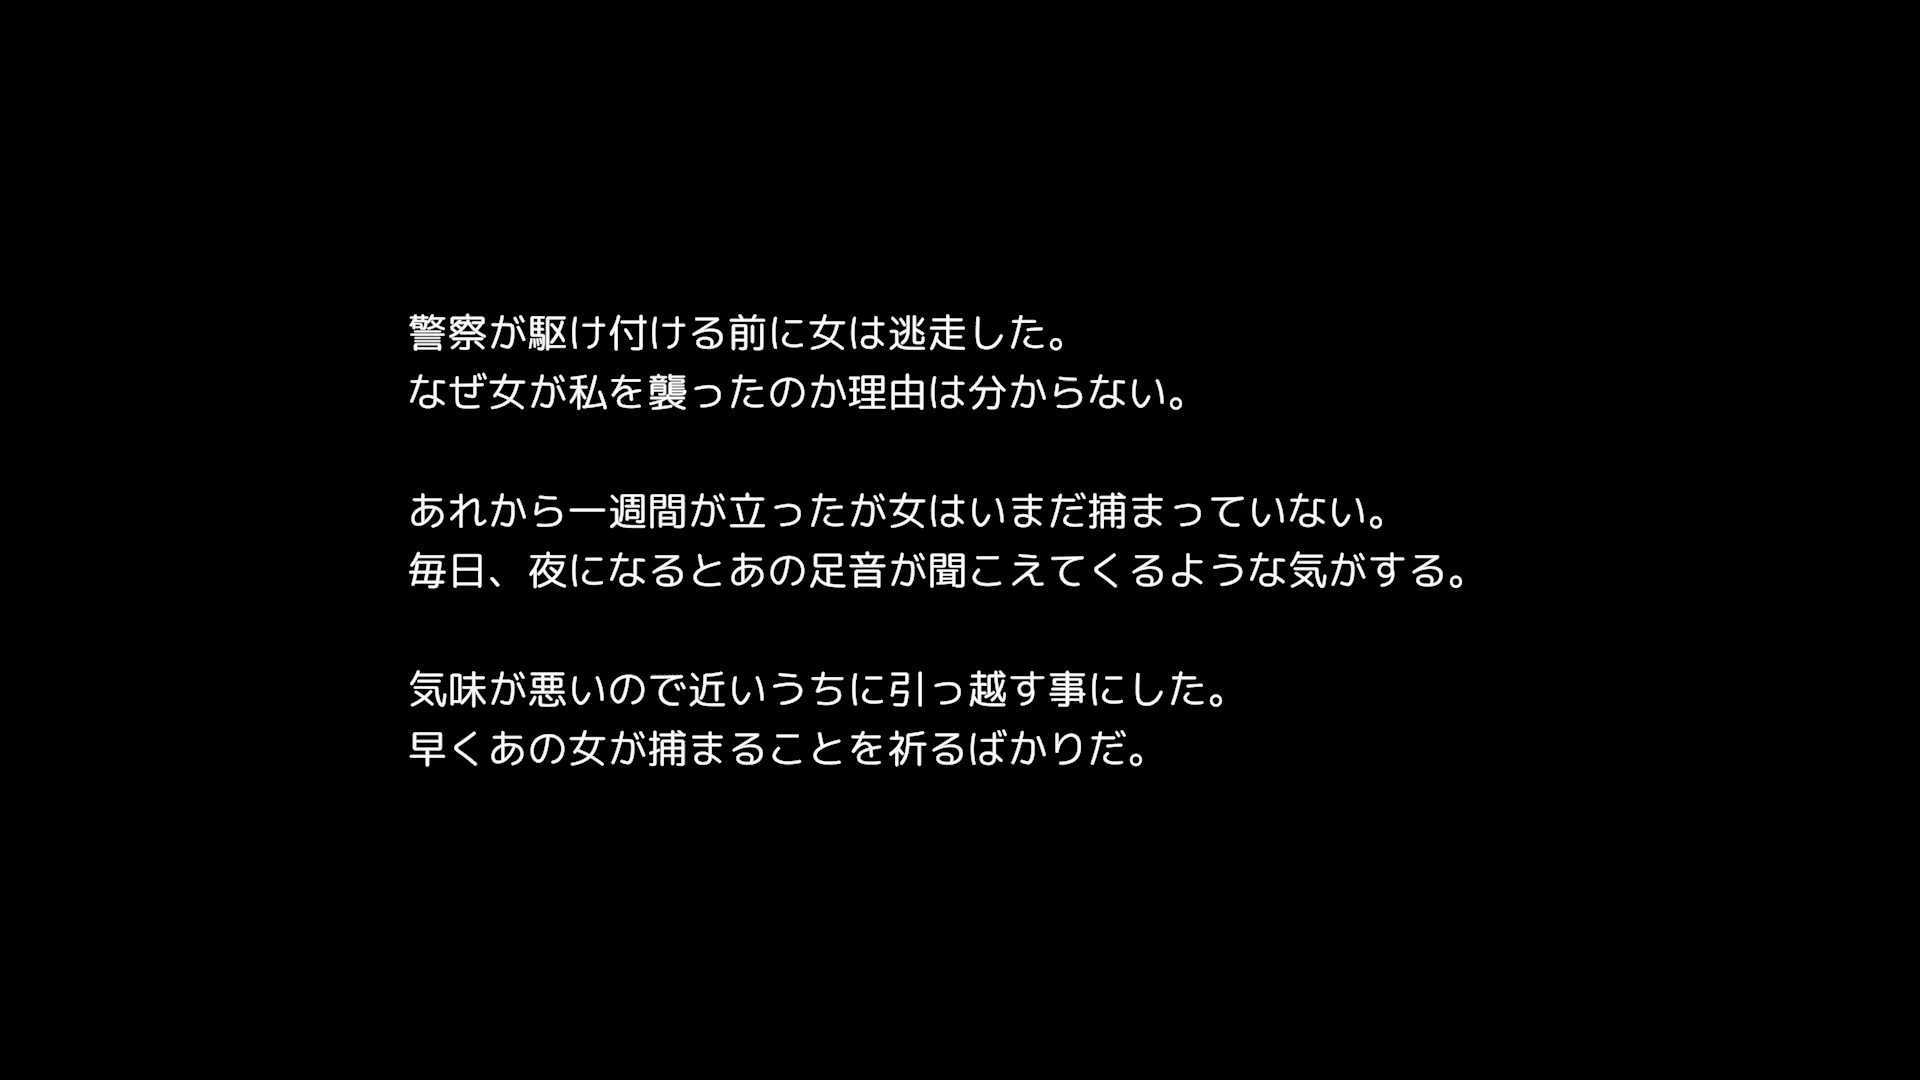 警察が駆け付ける前に女は逃走した。
なぜ女が私を襲ったのか理由は分からない。
あれから一週間が立ったが女はいまだ捕まっていない。
毎日、夜になるとあの足音が聞こえてくるような気がする。
気味が悪いので近いうちに引っ越す事にした。
早くあの女が捕まることを祈るばかりだ。